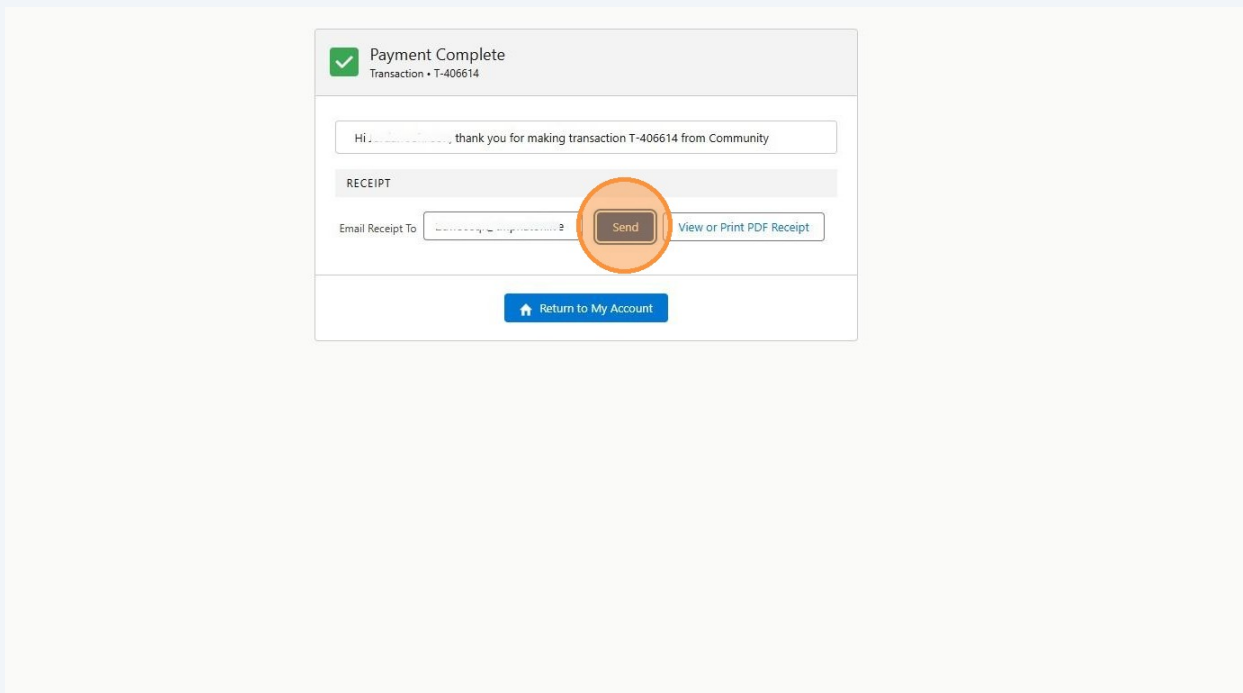 Payment Complete
Transaction • T-406614
Hi , thank you for making transaction T-406614 from Community
RECEIPT
Email Receipt To Send View or Print PDF Receipt
Return to My Account